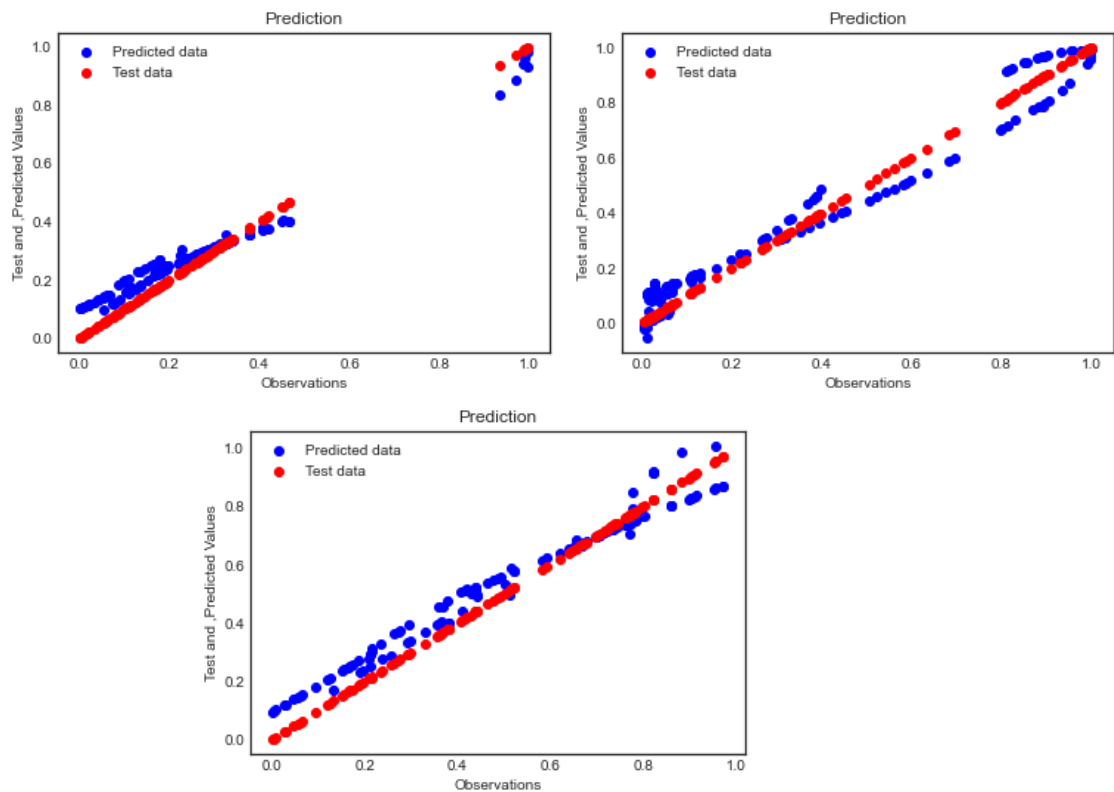 Prediction
Predicted data
Test data
Test and ,Predicted Values
1.0
0.8
0.6
0.4
0.2
0.0
0.0 0.2 0.4 0.6 0.8 1.0
Observations
Prediction
Predicted data
Test data
Test and ,Predicted Values
1.0
0.8
0.6
0.4
0.2
0.0
0.0 0.2 0.4 0.6 0.8 1.0
Observations
Prediction
Predicted data
Test data
Test and ,Predicted Values
1.0
0.8
0.6
0.4
0.2
0.0
0.0 0.2 0.4 0.6 0.8 1.0
Observations